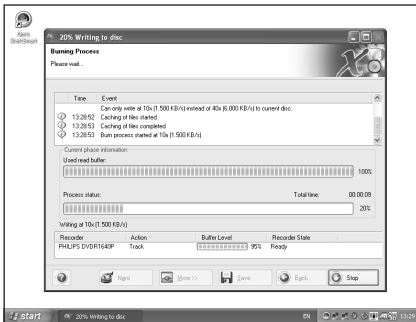 Nero
StartSmart
20% Writing to disc
Burning Process
Please wait...
Time Event
Can only write at 10x (1.500 KB/s) instead of 40x (6.000 KB/s) to current disc.
13:28:52 Caching of files started
13:28:53 Caching of files completed
13:28:53 Burn process started at 10x (1.500 KB/s)
Current phase information
Used read buffer:
100%
Process status: Total time: 00:00:09
20%
Writing at 10x (1.500 KB/s)
Recorder Action Buffer Level Recorder State
PHILIPS DVDR1640P Track 95% Ready
Nero More >> Save Back Stop
start 20% Writing to disc EN 13:29